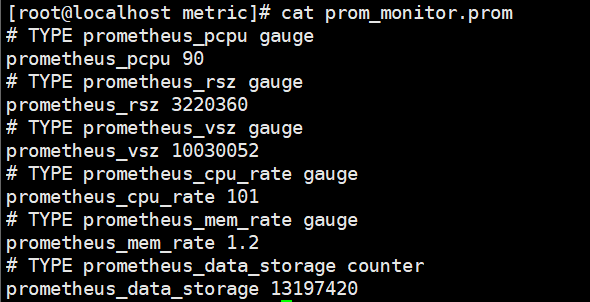 [root@localhost metric]# cat prom_monitor.prom
# TYPE prometheus_pcpu gauge
prometheus_pcpu 90
# TYPE prometheus_rsz gauge
prometheus_rsz 3220360
# TYPE prometheus_vsz gauge
prometheus_vsz 10030052
# TYPE prometheus_cpu_rate gauge
prometheus_cpu_rate 101
# TYPE prometheus_mem_rate gauge
prometheus_mem_rate 1.2
# TYPE prometheus_data_storage counter
prometheus_data_storage 13197420